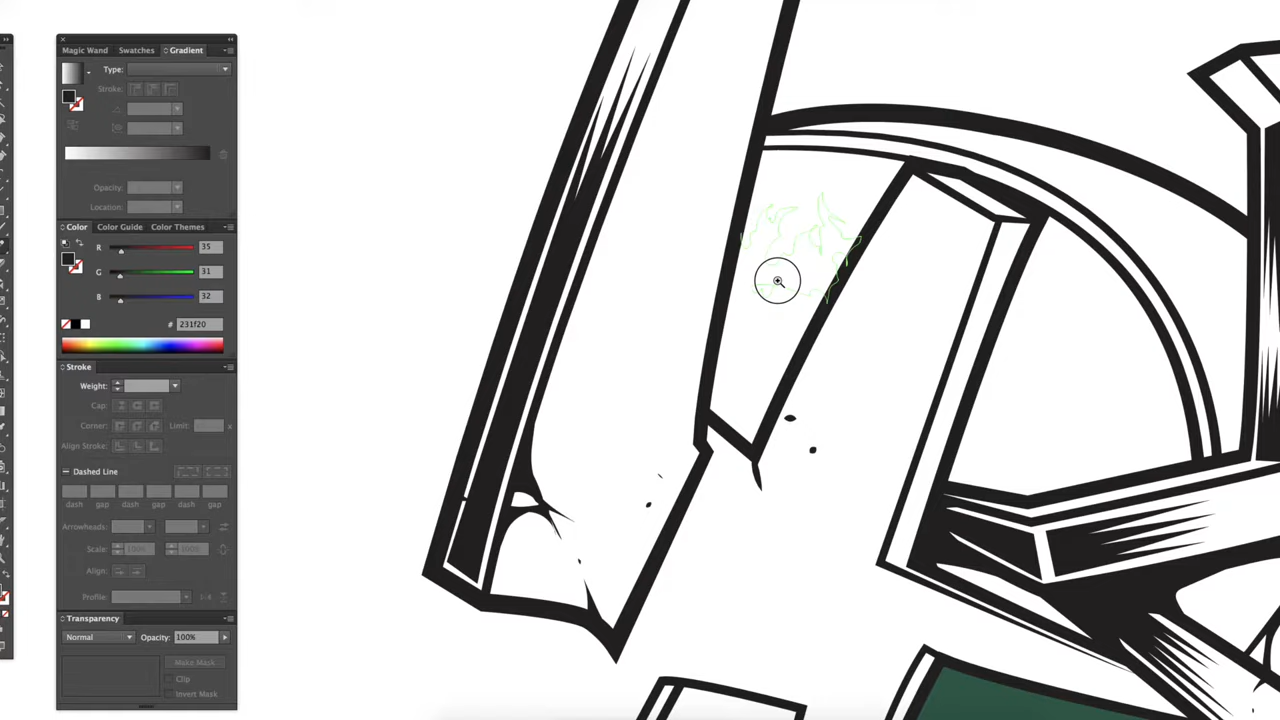 Magic Wand Swatches Gradient
Type:
Stroke:
Opacity:
Location:
Color Color Guide Color Themes
R 35
G 31
B 32
# 231f20
Stroke
Weight:
Cap:
Corner: Limit: x
Align Stroke:
Dashed Line
dash gap dash gap dash gap
Arrowheads:
Scale: 100% 100%
Align:
Profile:
Transparency
Normal Opacity: 100%
Make Mask
Clip
Invert Mask